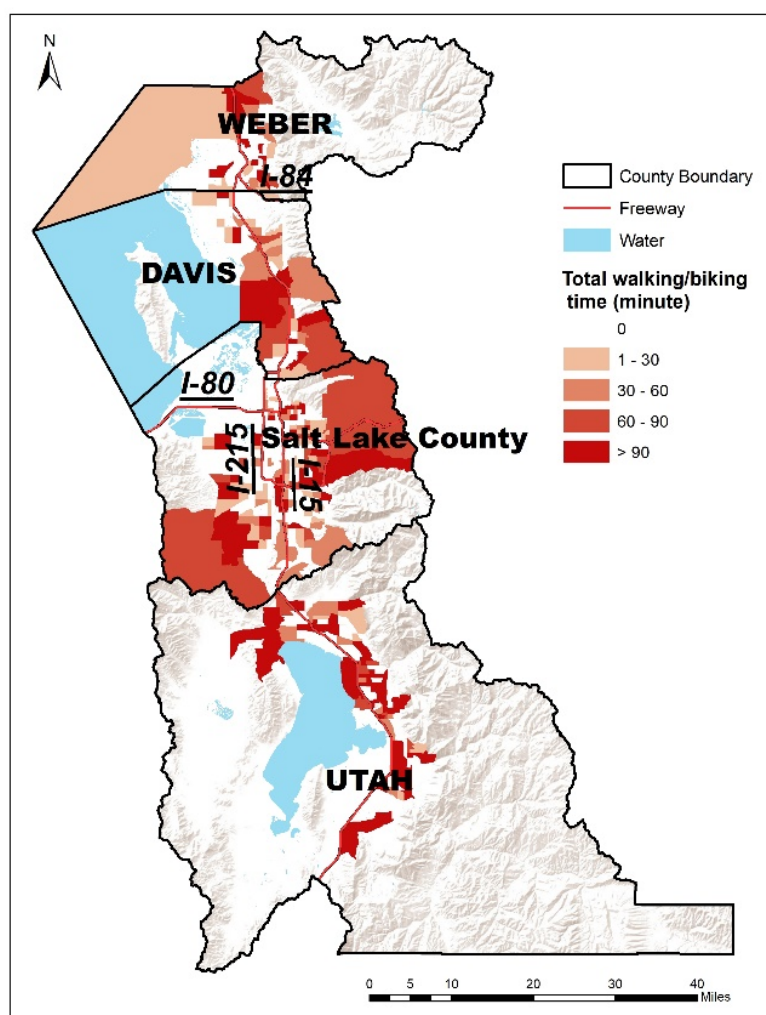 N
WEBER
I-84
DAVIS
I-80
I-215
Salt Lake County
I-15
UTAH
County Boundary
Freeway
Water
Total walking/biking
time (minute)
0
1 - 30
30 - 60
60 - 90
> 90
0 5 10 20 30 40
Miles